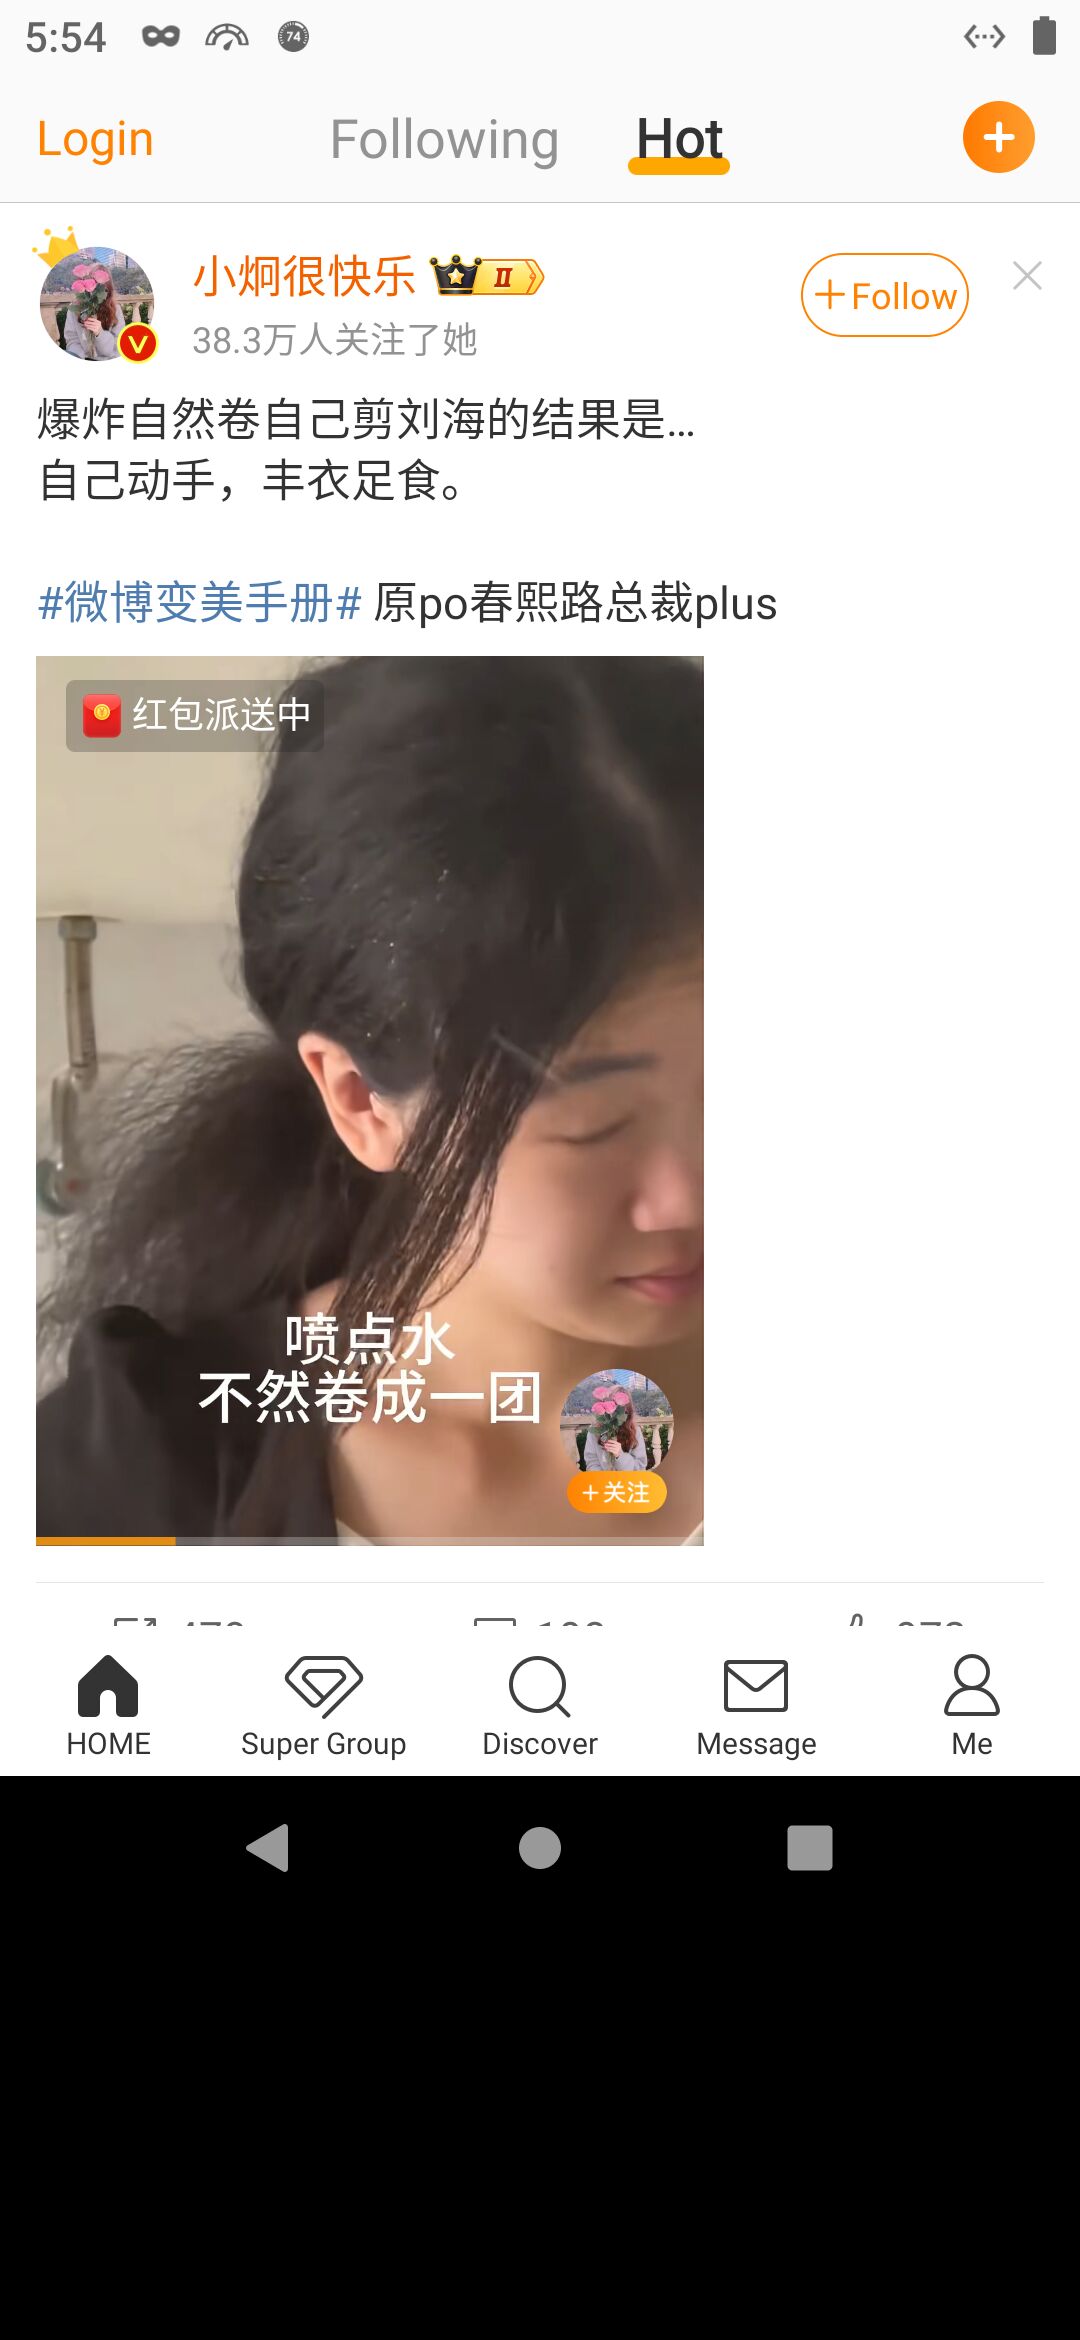 5:54
74
Login
Following
Hot
小炯很快乐
II
Follow
V
38.3万人关注了她
爆炸自然卷自己剪刘海的结果是...
自己动手，丰衣足食。
#微博变美手册# 原po春熙路总裁plus
红包派送中
喷点水
不然卷成一团
+关注
HOME
Super Group
Discover
Message
Me